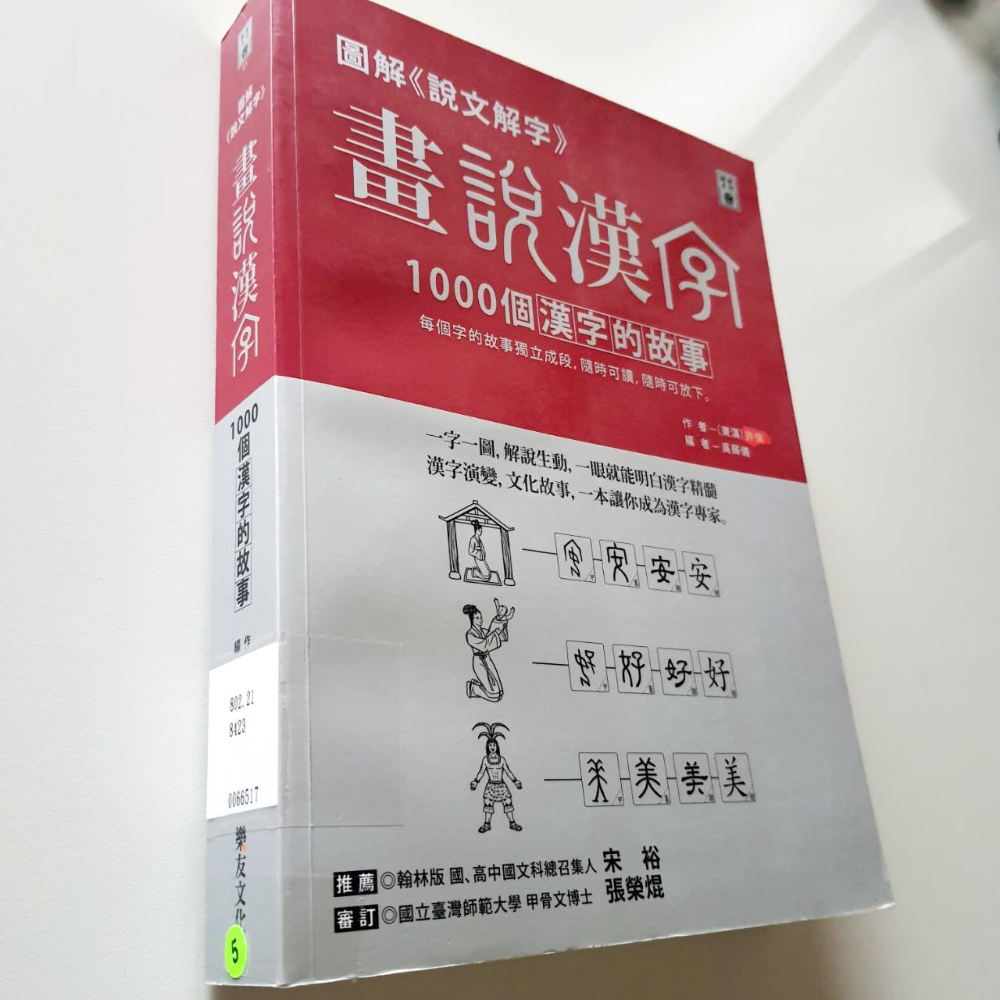 圖解《說文解字》
畫說漢字
1000個漢字的故事
每個字的故事獨立成段，隨時可讀，隨時可放下。
作者－(東漢)許慎
編者－吳蘇儀
一字一圖，解說生動，一眼就能明白漢字精髓
漢字演變，文化故事，一本讓你成為漢字專家。
安 安 安
好 好 好
美 美 美
推薦 ◎翰林版 國、高中國文科總召集人 宋裕
審訂 ◎國立臺灣師範大學 甲骨文博士 張榮焜
圖解
《說文解字》
畫說漢字
1000個漢字的故事
作
編
802.21
8423
0066517
樂友文化
5